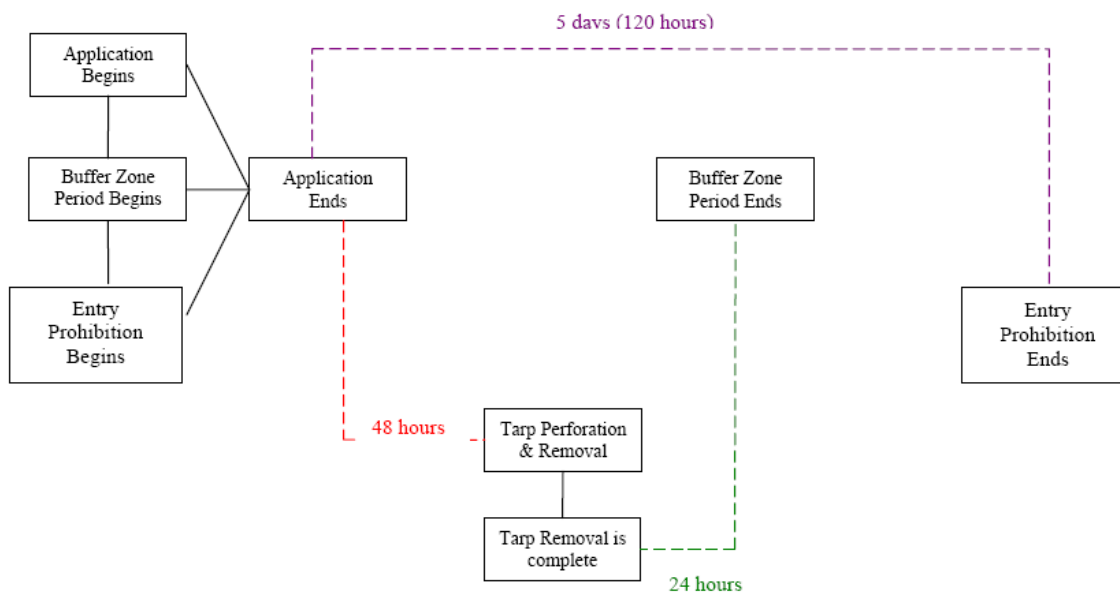 5 days (120 hours)
Application
Begins
Buffer Zone
Period Begins
Application
Ends
Buffer Zone
Period Ends
Entry
Prohibition
Begins
Entry
Prohibition
Ends
48 hours
Tarp Perforation
& Removal
Tarp Removal is
complete
24 hours